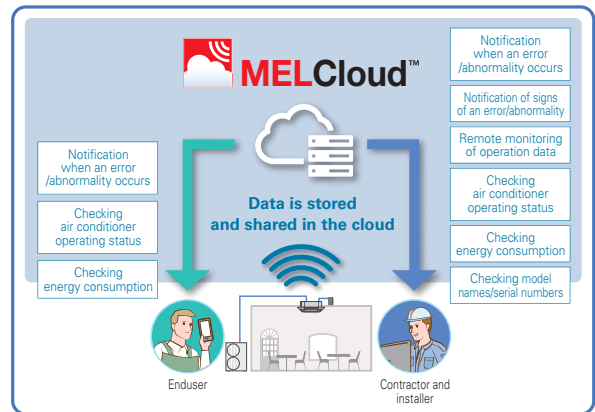 MELCloud™
Notification
when an error
/abnormality occurs
Notification of signs
of an error/abnormality
Remote monitoring
of operation data
Checking
air conditioner
operating status
Checking
energy consumption
Checking model
names/serial numbers
Notification
when an error
/abnormality occurs
Checking
air conditioner
operating status
Checking
energy consumption
Data is stored
and shared in the cloud
Enduser
Contractor and
installer